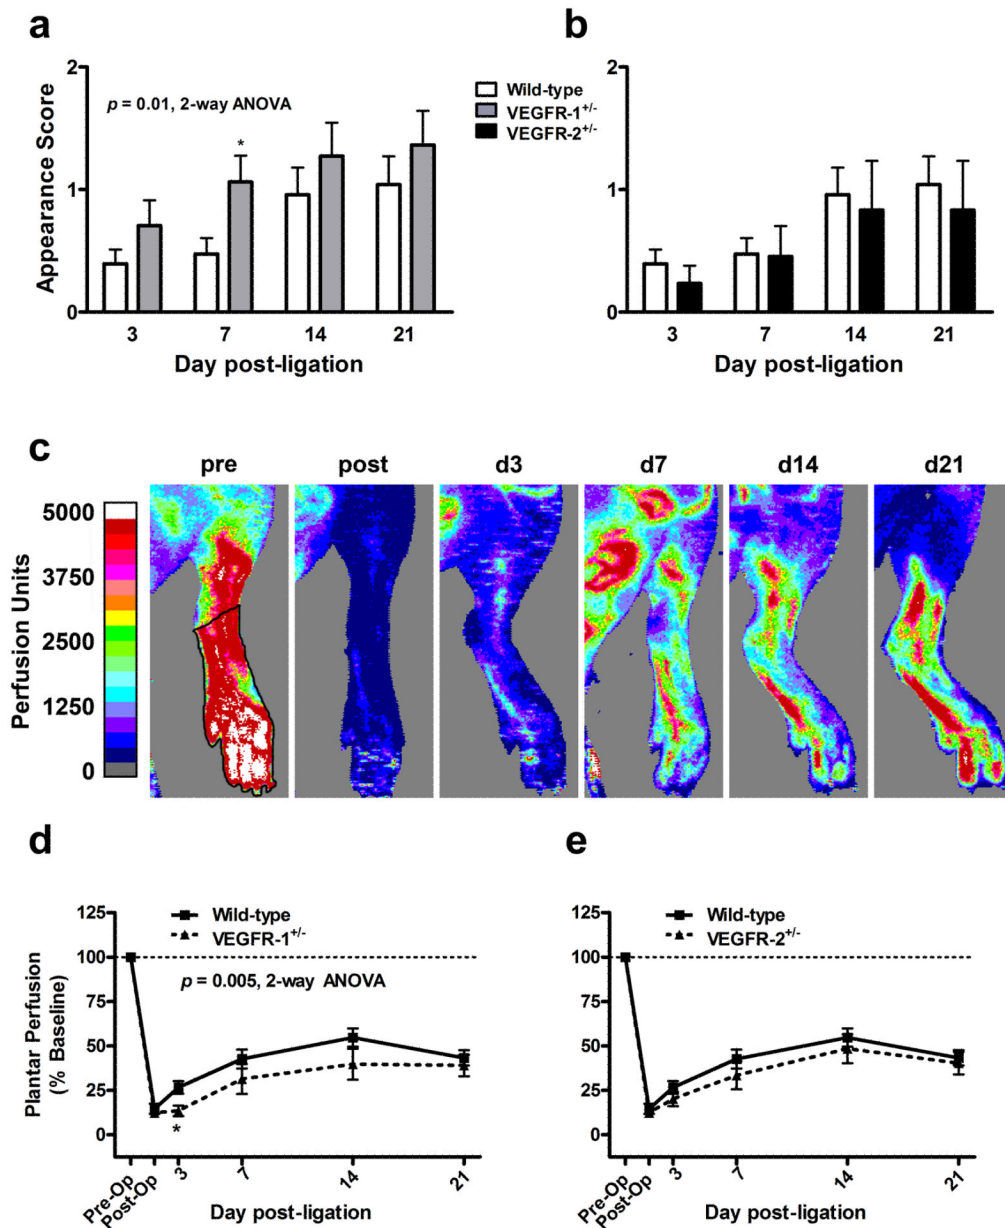 a
b
2
1
0
Appearance Score
p = 0.01, 2-way ANOVA
*
3 7 14 21
Day post-ligation
Wild-type
VEGFR-1+/-
VEGFR-2+/-
2
1
0
3 7 14 21
Day post-ligation
c
pre post d3 d7 d14 d21
Perfusion Units
5000
3750
2500
1250
0
d
e
Wild-type
VEGFR-1+/-
p = 0.005, 2-way ANOVA
Plantar Perfusion
(% Baseline)
125
100
75
50
25
0
*
Pre-Op Post-Op 3 7 14 21
Day post-ligation
Wild-type
VEGFR-2+/-
125
100
75
50
25
0
Pre-Op Post-Op 3 7 14 21
Day post-ligation